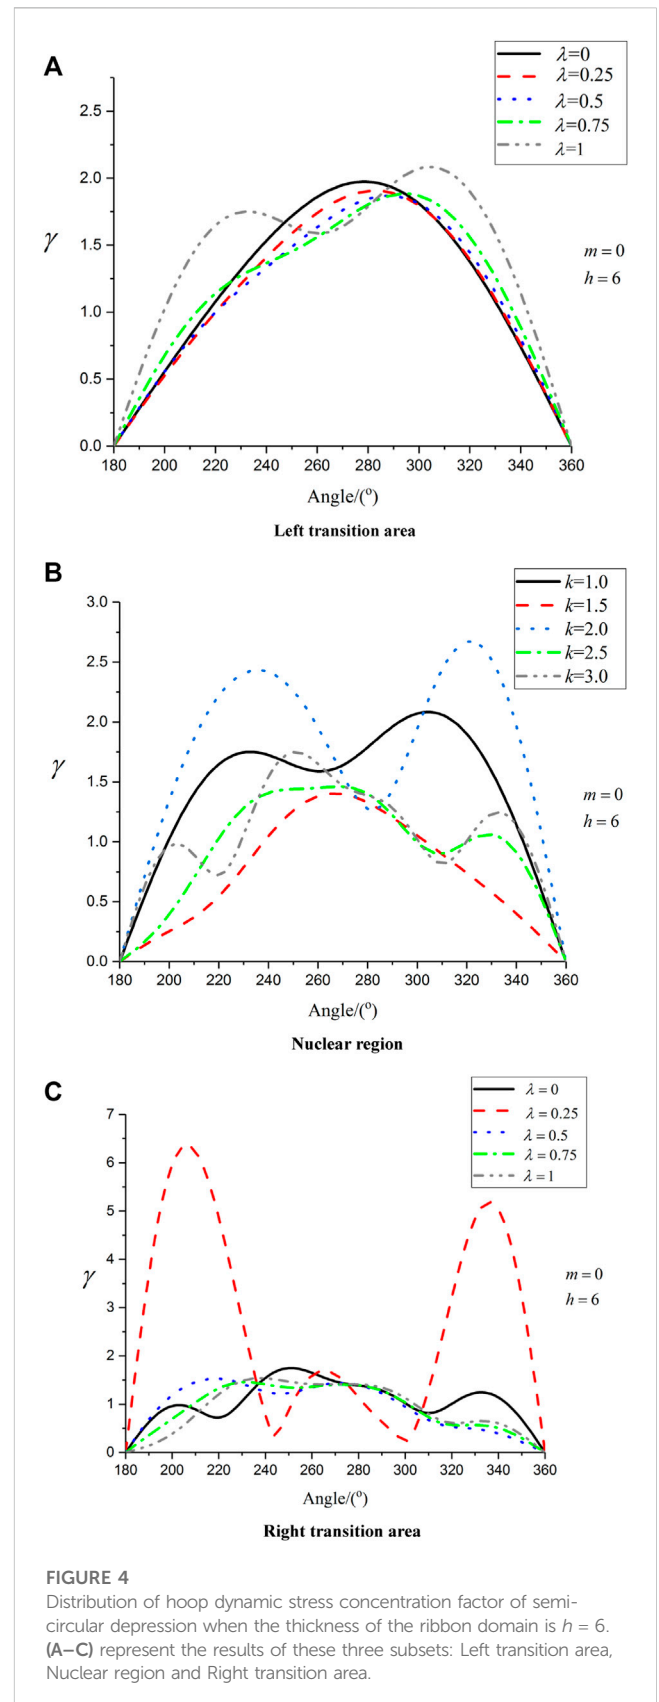 A
λ=0
λ=0.25
λ=0.5
λ=0.75
λ=1
2.5
2.0
1.5
1.0
0.5
0.0
γ
m = 0
h = 6
180 200 220 240 260 280 300 320 340 360
Angle/(°)
Left transition area
B
k=1.0
k=1.5
k=2.0
k=2.5
k=3.0
3.0
2.5
2.0
1.5
1.0
0.5
0.0
γ
m = 0
h = 6
180 200 220 240 260 280 300 320 340 360
Angle/(°)
Nuclear region
C
λ = 0
λ = 0.25
λ = 0.5
λ = 0.75
λ = 1
7
6
5
4
3
2
1
0
γ
m = 0
h = 6
180 200 220 240 260 280 300 320 340 360
Angle/(°)
Right transition area
FIGURE 4
Distribution of hoop dynamic stress concentration factor of semi-
circular depression when the thickness of the ribbon domain is h = 6.
(A–C) represent the results of these three subsets: Left transition area,
Nuclear region and Right transition area.